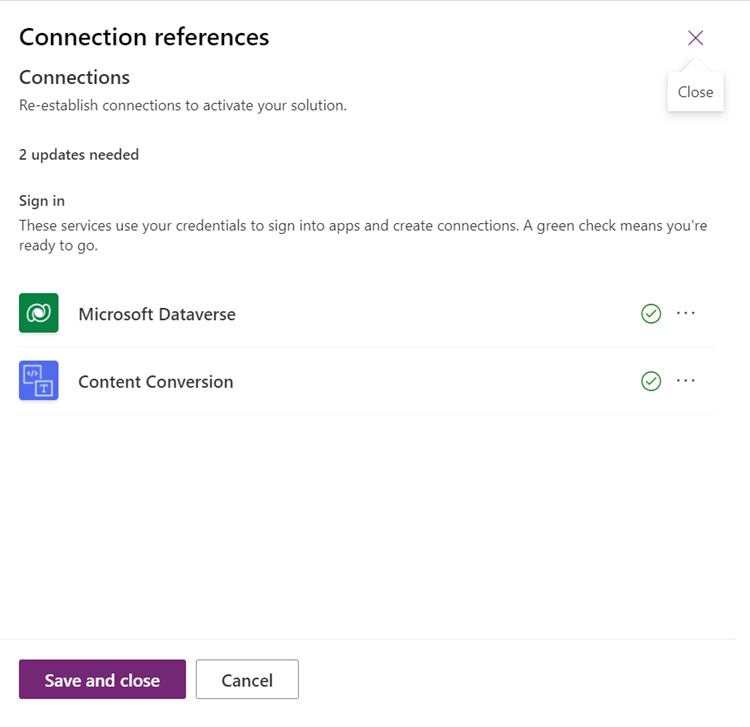 Connection references
Close
Connections
Re-establish connections to activate your solution.
2 updates needed
Sign in
These services use your credentials to sign into apps and create connections. A green check means you're
ready to go.
Microsoft Dataverse
Content Conversion
Save and close
Cancel